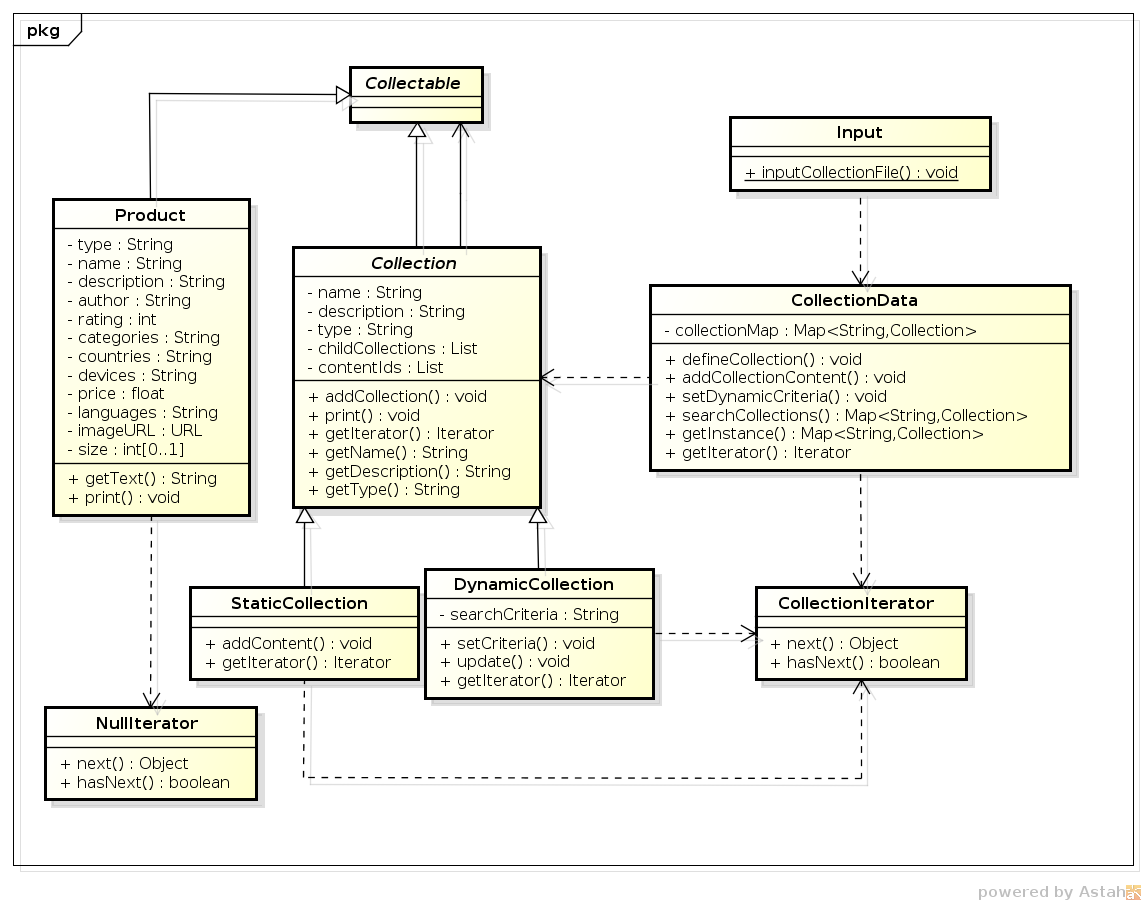 pkg
Collectable
Input
+ inputCollectionFile() : void
Product
- type : String
- name : String
- description : String
- author : String
- rating : int
- categories : String
- countries : String
- devices : String
- price : float
- languages : String
- imageURL : URL
- size : int[0..1]
+ getText() : String
+ print() : void
Collection
- name : String
- description : String
- type : String
- childCollections : List
- contentIds : List
+ addCollection() : void
+ print() : void
+ getIterator() : Iterator
+ getName() : String
+ getDescription() : String
+ getType() : String
CollectionData
- collectionMap : Map<String,Collection>
+ defineCollection() : void
+ addCollectionContent() : void
+ setDynamicCriteria() : void
+ searchCollections() : Map<String,Collection>
+ getInstance() : Map<String,Collection>
+ getIterator() : Iterator
StaticCollection
+ addContent() : void
+ getIterator() : Iterator
DynamicCollection
- searchCriteria : String
+ setCriteria() : void
+ update() : void
+ getIterator() : Iterator
CollectionIterator
+ next() : Object
+ hasNext() : boolean
NullIterator
+ next() : Object
+ hasNext() : boolean
powered by Astah